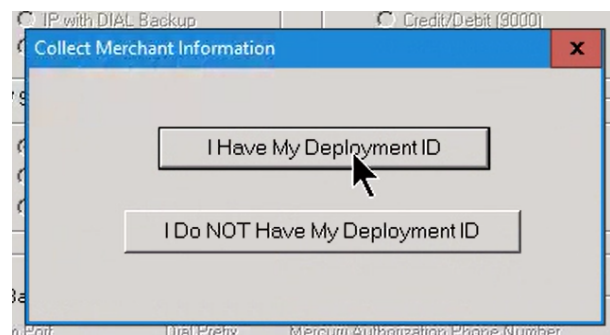 IP with DIAL Backup
Credit/Debit (9000)
Collect Merchant Information
x
I Have My Deployment ID
I Do NOT Have My Deployment ID
Port
Dial Prefix
Mercury Authorization Phone Number